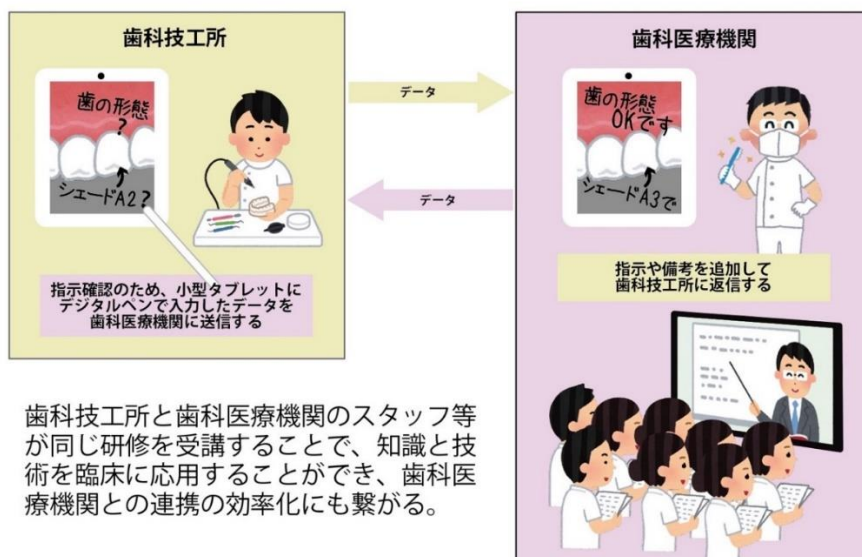 歯科技工所
歯の形態
?
シェードA2?
指示確認のため、小型タブレットに
デジタルペンで入力したデータを
歯科医療機関に送信する
データ
データ
歯科医療機関
歯の形態
OKです
シェードA3で
指示や備考を追加して
歯科技工所に返信する
歯科技工所と歯科医療機関のスタッフ等
が同じ研修を受講することで、知識と技
術を臨床に応用することができ、歯科医
療機関との連携の効率化にも繋がる。